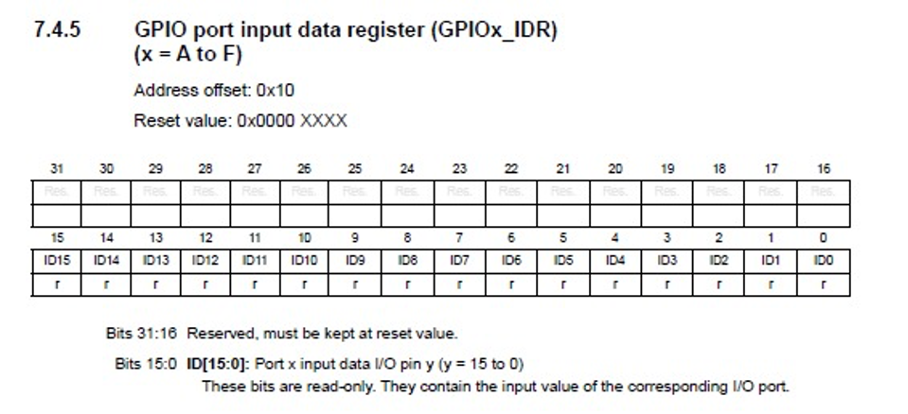 7.4.5 GPIO port input data register (GPIOx_IDR)
(x = A to F)
Address offset: 0x10
Reset value: 0x0000 XXXX
31 30 29 28 27 26 25 24 23 22 21 20 19 18 17 16
Res. Res. Res. Res. Res. Res. Res. Res. Res. Res. Res. Res. Res. Res. Res. Res.
15 14 13 12 11 10 9 8 7 6 5 4 3 2 1 0
ID15 ID14 ID13 ID12 ID11 ID10 ID9 ID8 ID7 ID6 ID5 ID4 ID3 ID2 ID1 ID0
r r r r r r r r r r r r r r r r
Bits 31:16 Reserved, must be kept at reset value.
Bits 15:0 ID[15:0]: Port x input data I/O pin y (y = 15 to 0)
These bits are read-only. They contain the input value of the corresponding I/O port.